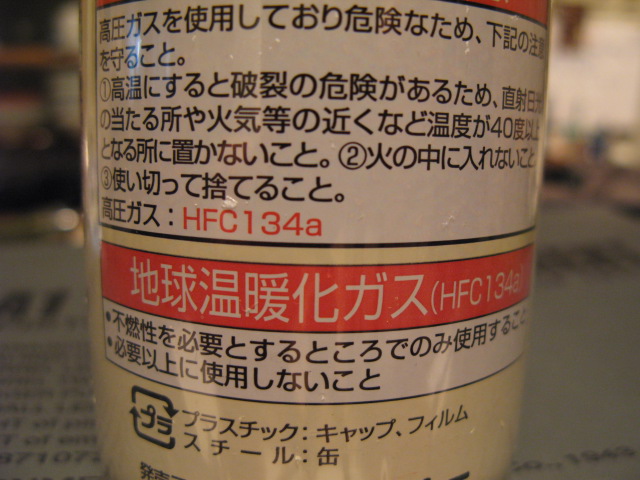 高圧ガスを使用しており危険なため、下記の注意
を守ること。
①高温にすると破裂の危険があるため、直射日光
の当たる所や火気等の近くなど温度が40度以上
となる所に置かないこと。②火の中に入れないこと。
③使い切って捨てること。
高圧ガス：HFC134a
地球温暖化ガス(HFC134a)
・不燃性を必要とするところでのみ使用すること
・必要以上に使用しないこと
プラ
プラスチック：キャップ、フィルム
スチール：缶
発売元